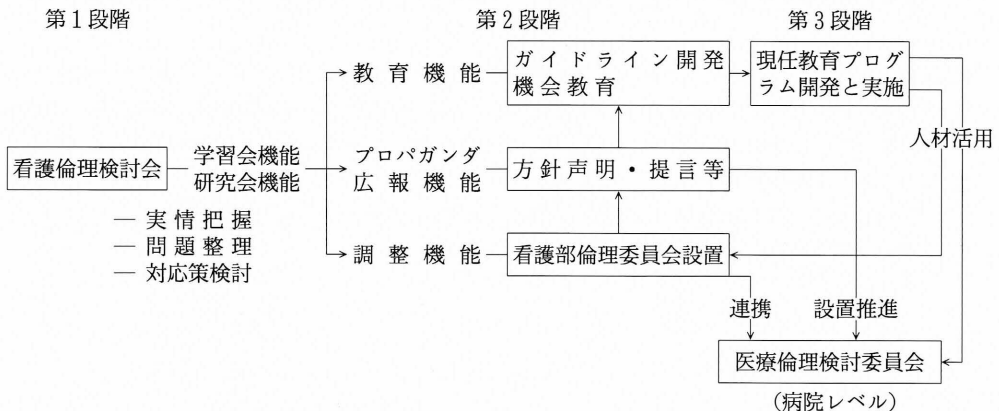 第1段階
第2段階
第3段階
教育機能
ガイドライン開発
機会教育
現任教育プログ
ラム開発と実施
人材活用
看護倫理検討会
学習会機能
研究会機能
プロパガンダ
広報機能
方針声明・提言等
― 実情把握
― 問題整理
― 対応策検討
調整機能
看護部倫理委員会設置
連携
設置推進
医療倫理検討委員会
(病院レベル)